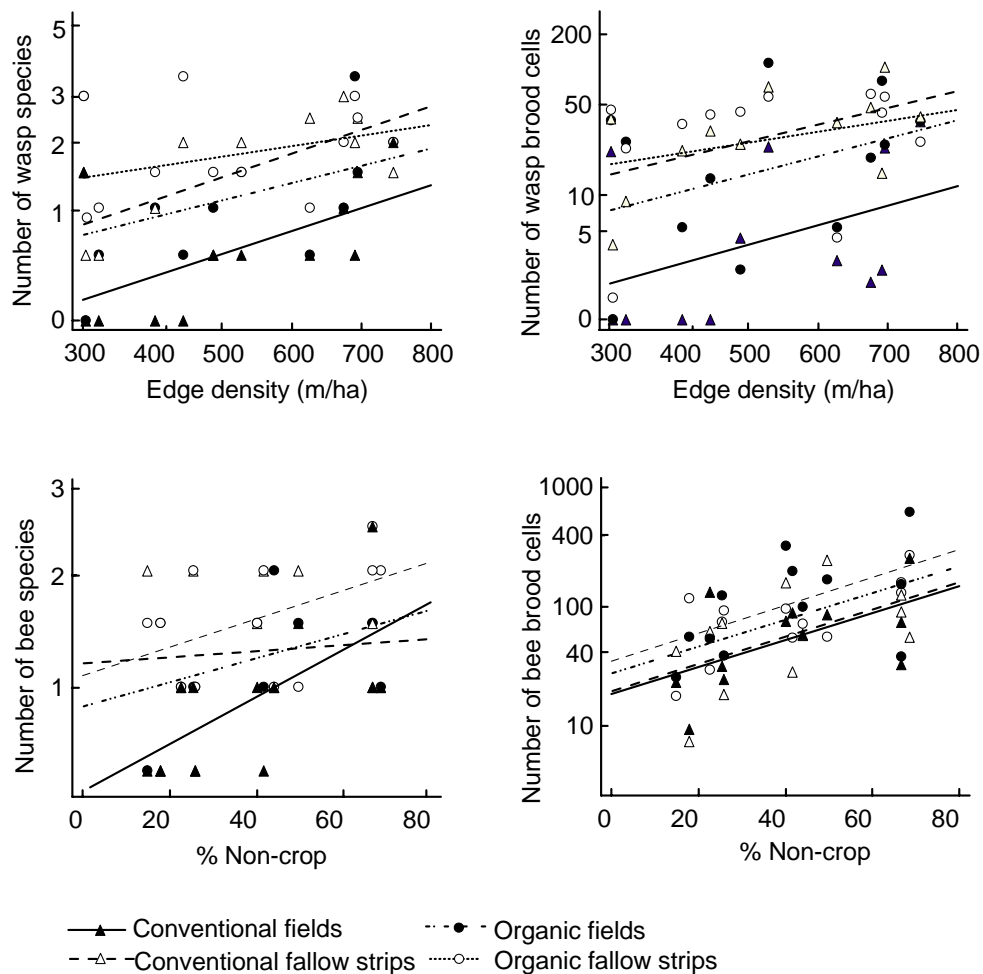 Number of wasp species
5
3
2
1
0
300 400 500 600 700 800
Edge density (m/ha)
Number of wasp brood cells
200
50
10
5
0
300 400 500 600 700 800
Edge density (m/ha)
Number of bee species
3
2
1
0 20 40 60 80
% Non-crop
Number of bee brood cells
1000
400
100
40
10
0 20 40 60 80
% Non-crop
Conventional fields
Organic fields
Conventional fallow strips
Organic fallow strips